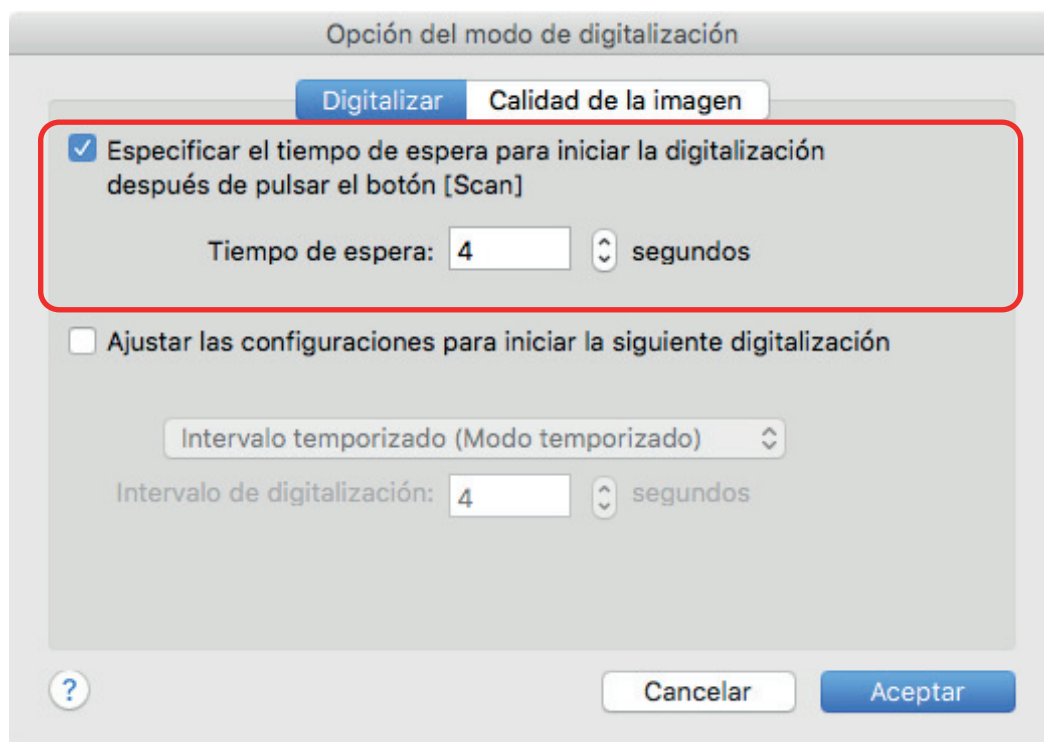 Opción del modo de digitalización
Digitalizar Calidad de la imagen
Especificar el tiempo de espera para iniciar la digitalización
después de pulsar el botón [Scan]
Tiempo de espera: 4 segundos
Ajustar las configuraciones para iniciar la siguiente digitalización
Intervalo temporizado (Modo temporizado)
Intervalo de digitalización: 4 segundos
? Cancelar Aceptar